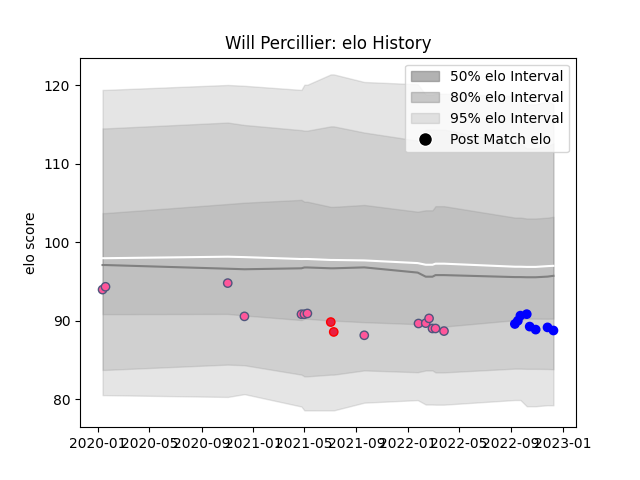 Will Percillier: elo History
50% elo Interval
80% elo Interval
95% elo Interval
Post Match elo
elo score
120
110
100
90
80
2020-01 2020-05 2020-09 2021-01 2021-05 2021-09 2022-01 2022-05 2022-09 2023-01